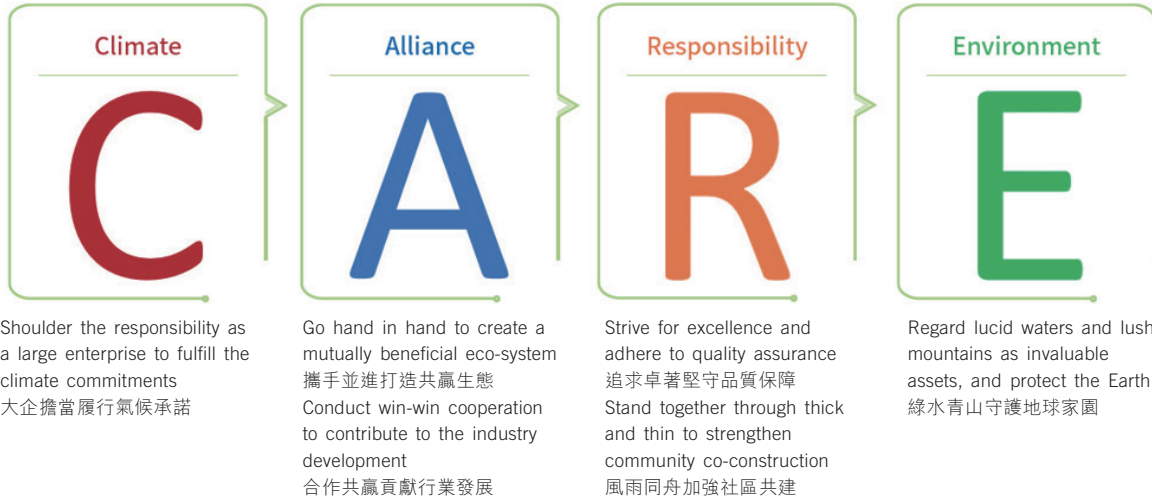 Climate
C
Shoulder the responsibility as
a large enterprise to fulfill the
climate commitments
大企擔當履行氣候承諾
Alliance
A
Go hand in hand to create a
mutually beneficial eco-system
攜手並進打造共贏生態
Conduct win-win cooperation
to contribute to the industry
development
合作共贏貢獻行業發展
Responsibility
R
Strive for excellence and
adhere to quality assurance
追求卓著堅守品質保障
Stand together through thick
and thin to strengthen
community co-construction
風雨同舟加強社區共建
Environment
E
Regard lucid waters and lush
mountains as invaluable
assets, and protect the Earth
綠水青山守護地球家園